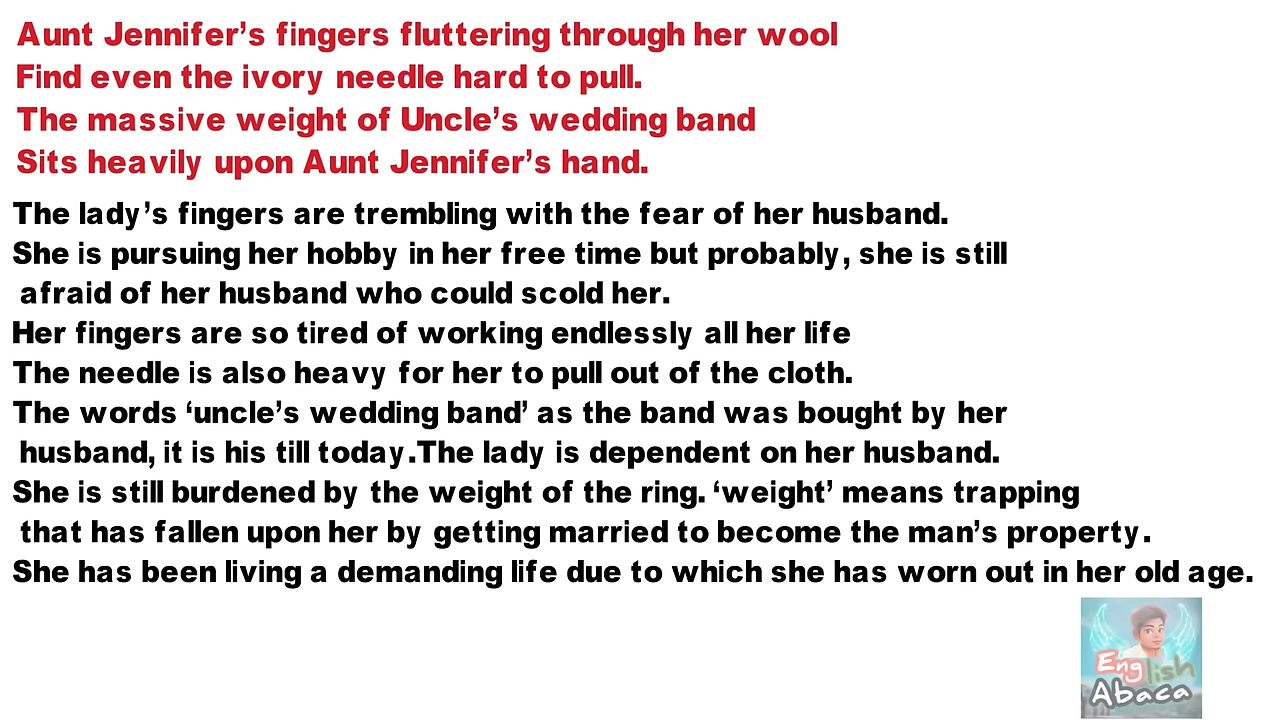 Aunt Jennifer’s fingers fluttering through her wool
Find even the ivory needle hard to pull.
The massive weight of Uncle’s wedding band
Sits heavily upon Aunt Jennifer’s hand.
The lady’s fingers are trembling with the fear of her husband.
She is pursuing her hobby in her free time but probably, she is still
afraid of her husband who could scold her.
Her fingers are so tired of working endlessly all her life
The needle is also heavy for her to pull out of the cloth.
The words ‘uncle’s wedding band’ as the band was bought by her
husband, it is his till today.The lady is dependent on her husband.
She is still burdened by the weight of the ring. ‘weight’ means trapping
that has fallen upon her by getting married to become the man’s property.
She has been living a demanding life due to which she has worn out in her old age.
English
Abaca